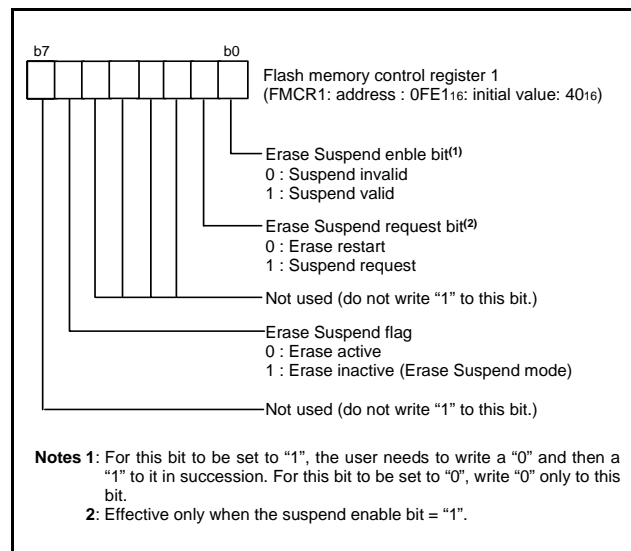 b7 b0
Flash memory control register 1
(FMCR1: address : 0FE116: initial value: 4016)
Erase Suspend enble bit(1)
0 : Suspend invalid
1 : Suspend valid
Erase Suspend request bit(2)
0 : Erase restart
1 : Suspend request
Not used (do not write “1” to this bit.)
Erase Suspend flag
0 : Erase active
1 : Erase inactive (Erase Suspend mode)
Not used (do not write “1” to this bit.)
Notes 1: For this bit to be set to “1”, the user needs to write a “0” and then a
“1” to it in succession. For this bit to be set to “0”, write “0” only to this
bit.
2: Effective only when the suspend enable bit = “1”.